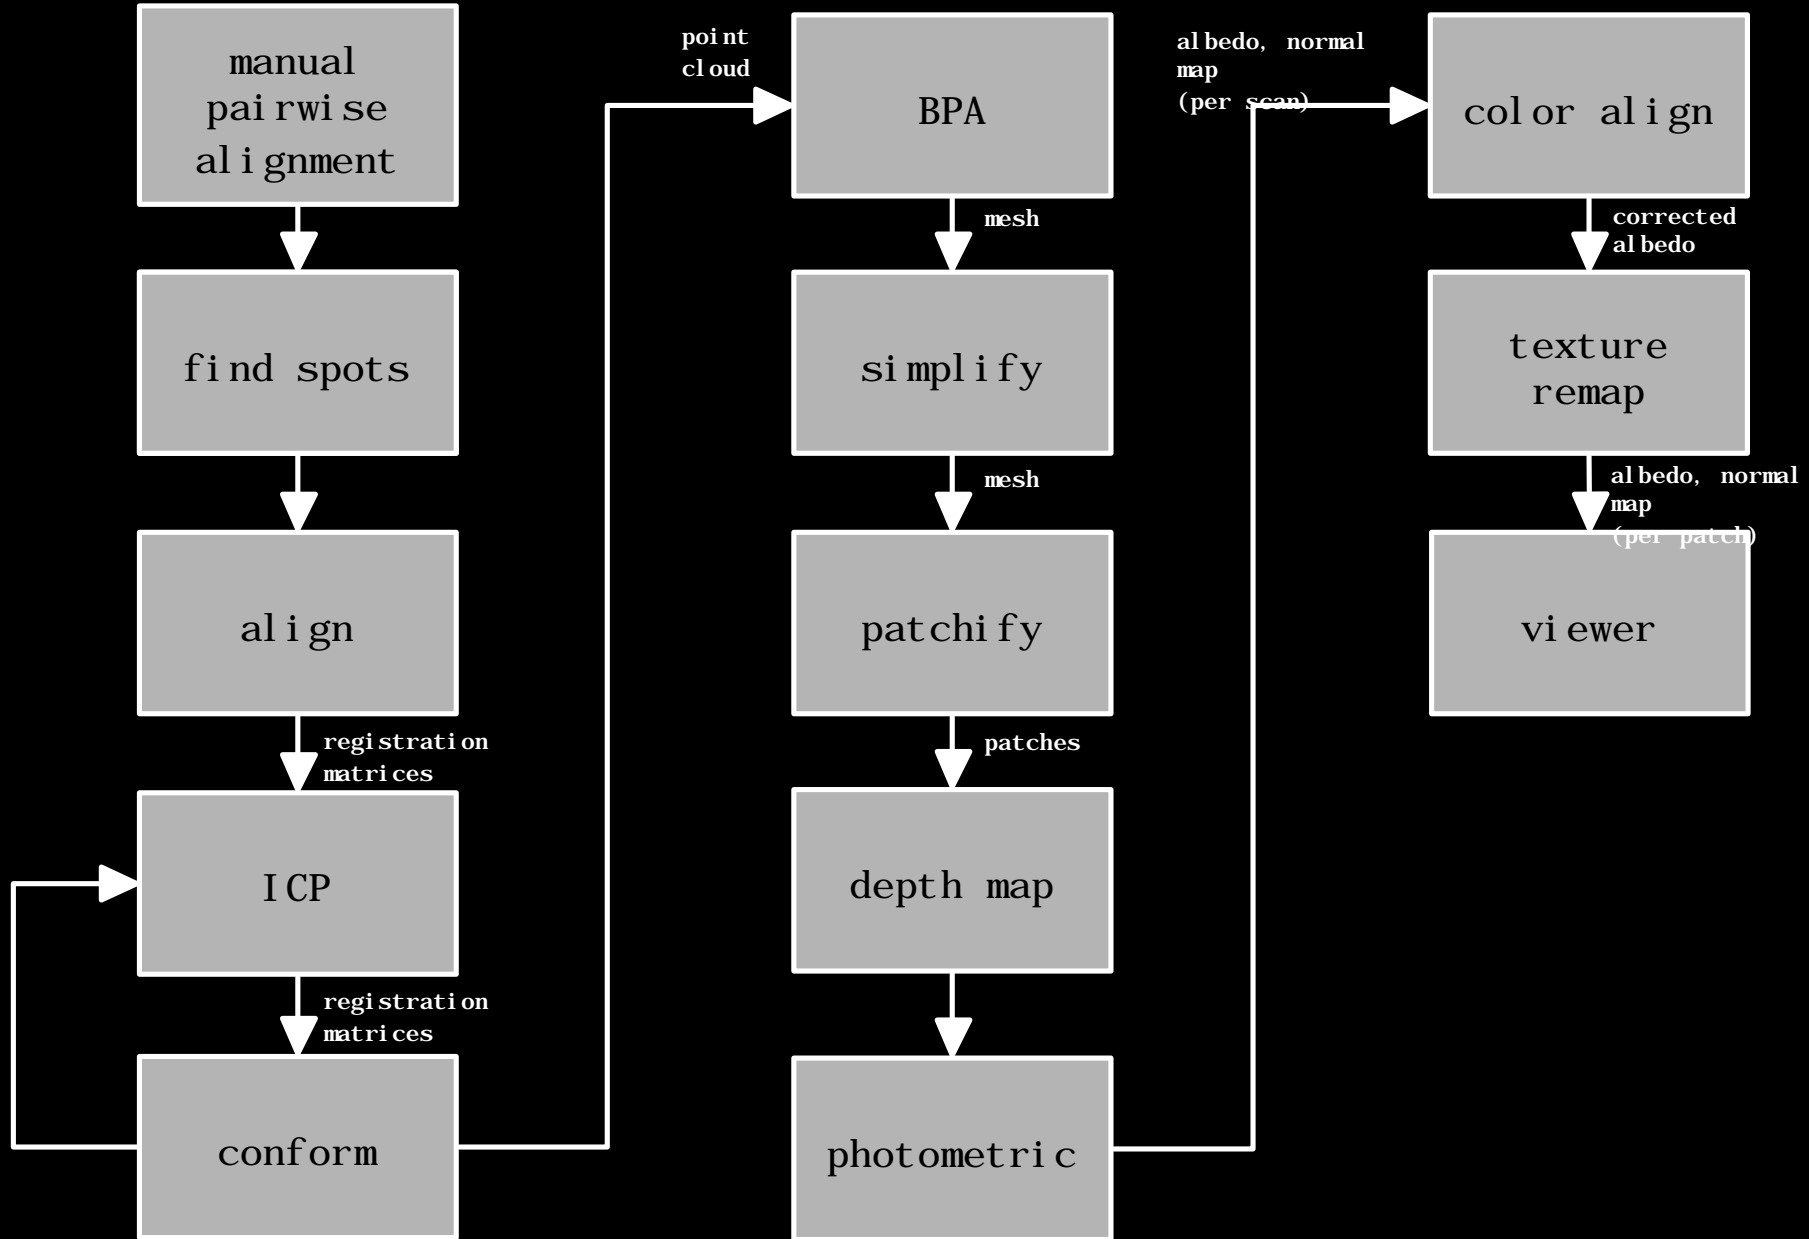 manual
pairwise
alignment
find spots
align
registration
matrices
ICP
registration
matrices
conform
point
cloud
BPA
mesh
simplify
mesh
patchify
patches
depth map
photometric
albedo, normal
map
(per scan)
color align
corrected
albedo
texture
remap
albedo, normal
map
(per patch)
viewer